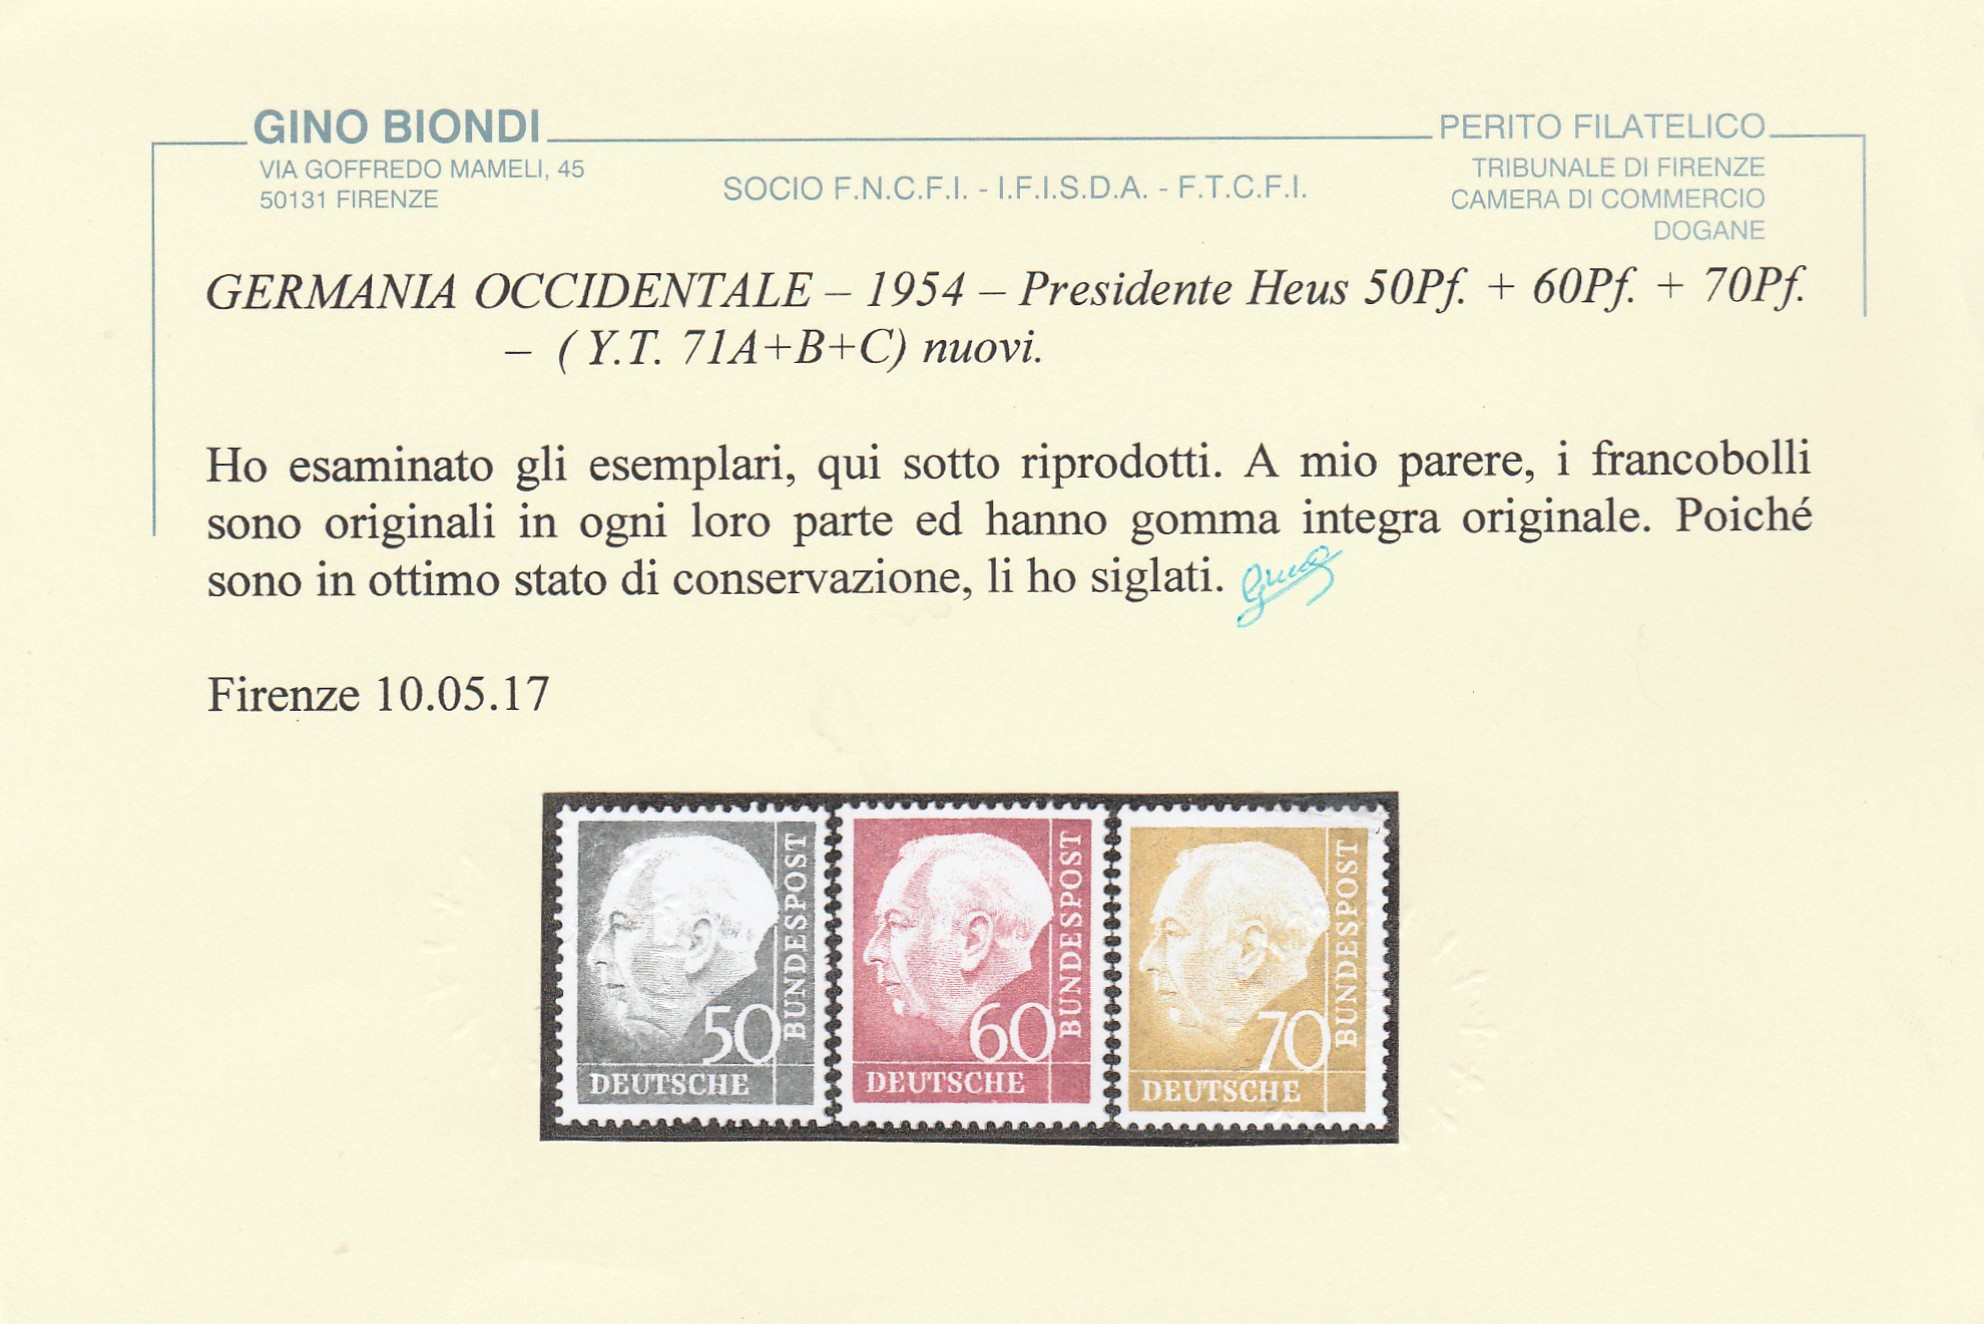 GINO BIONDI
VIA GOFFREDO MAMELI, 45
50131 FIRENZE
SOCIO F.N.C.F.I. - I.F.I.S.D.A. - F.T.C.F.I.
PERITO FILATELICO
TRIBUNALE DI FIRENZE
CAMERA DI COMMERCIO
DOGANE
GERMANIA OCCIDENTALE – 1954 – Presidente Heus 50Pf. + 60Pf. + 70Pf.
– ( Y.T. 71A+B+C) nuovi.
Ho esaminato gli esemplari, qui sotto riprodotti. A mio parere, i francobolli
sono originali in ogni loro parte ed hanno gomma integra originale. Poiché
sono in ottimo stato di conservazione, li ho siglati.
Firenze 10.05.17
BUNDESPOST
50
DEUTSCHE
BUNDESPOST
60
DEUTSCHE
BUNDESPOST
70
DEUTSCHE